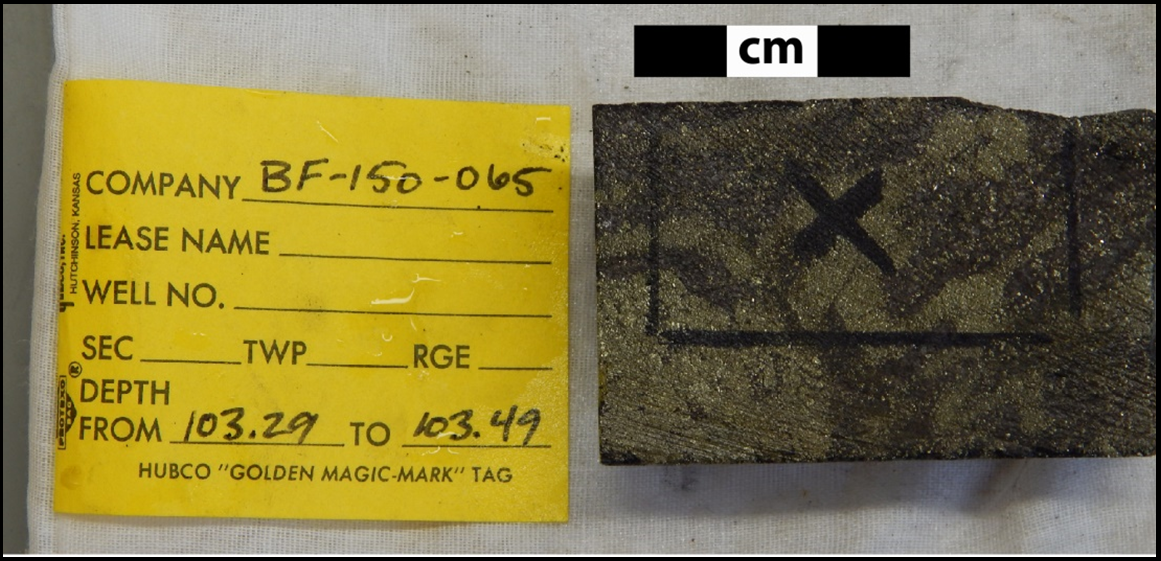 cm
COMPANY BF-150-065
LEASE NAME
WELL NO.
SEC TWP RGE
DEPTH
FROM 103.29 TO 103.49
HUBCO "GOLDEN MAGIC-MARK" TAG
HUTCHINSON, KANSAS
PROTEXO
X